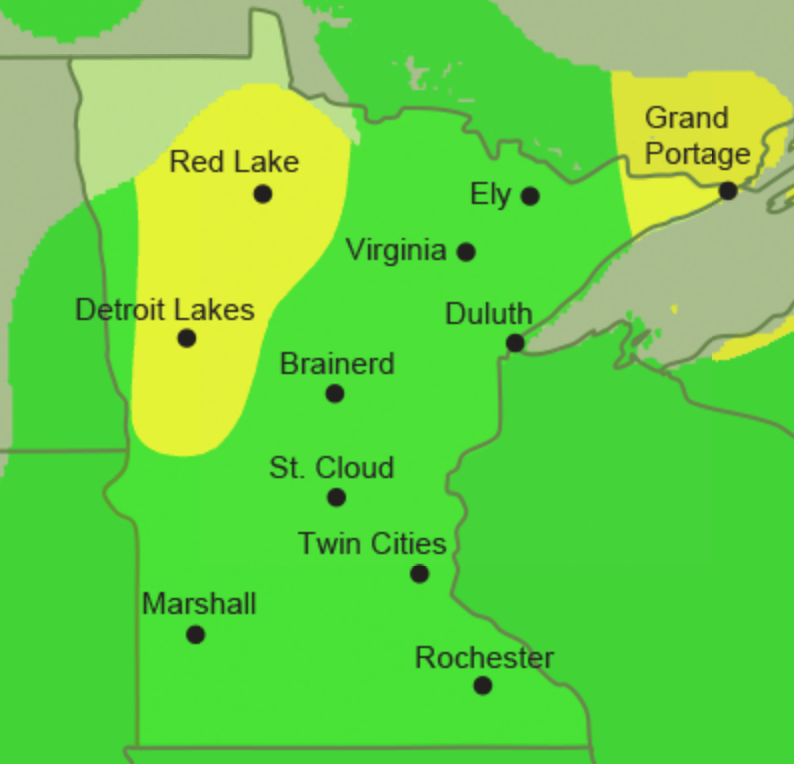 Grand
Portage
Red Lake
Ely
Virginia
Detroit Lakes
Duluth
Brainerd
St. Cloud
Twin Cities
Marshall
Rochester